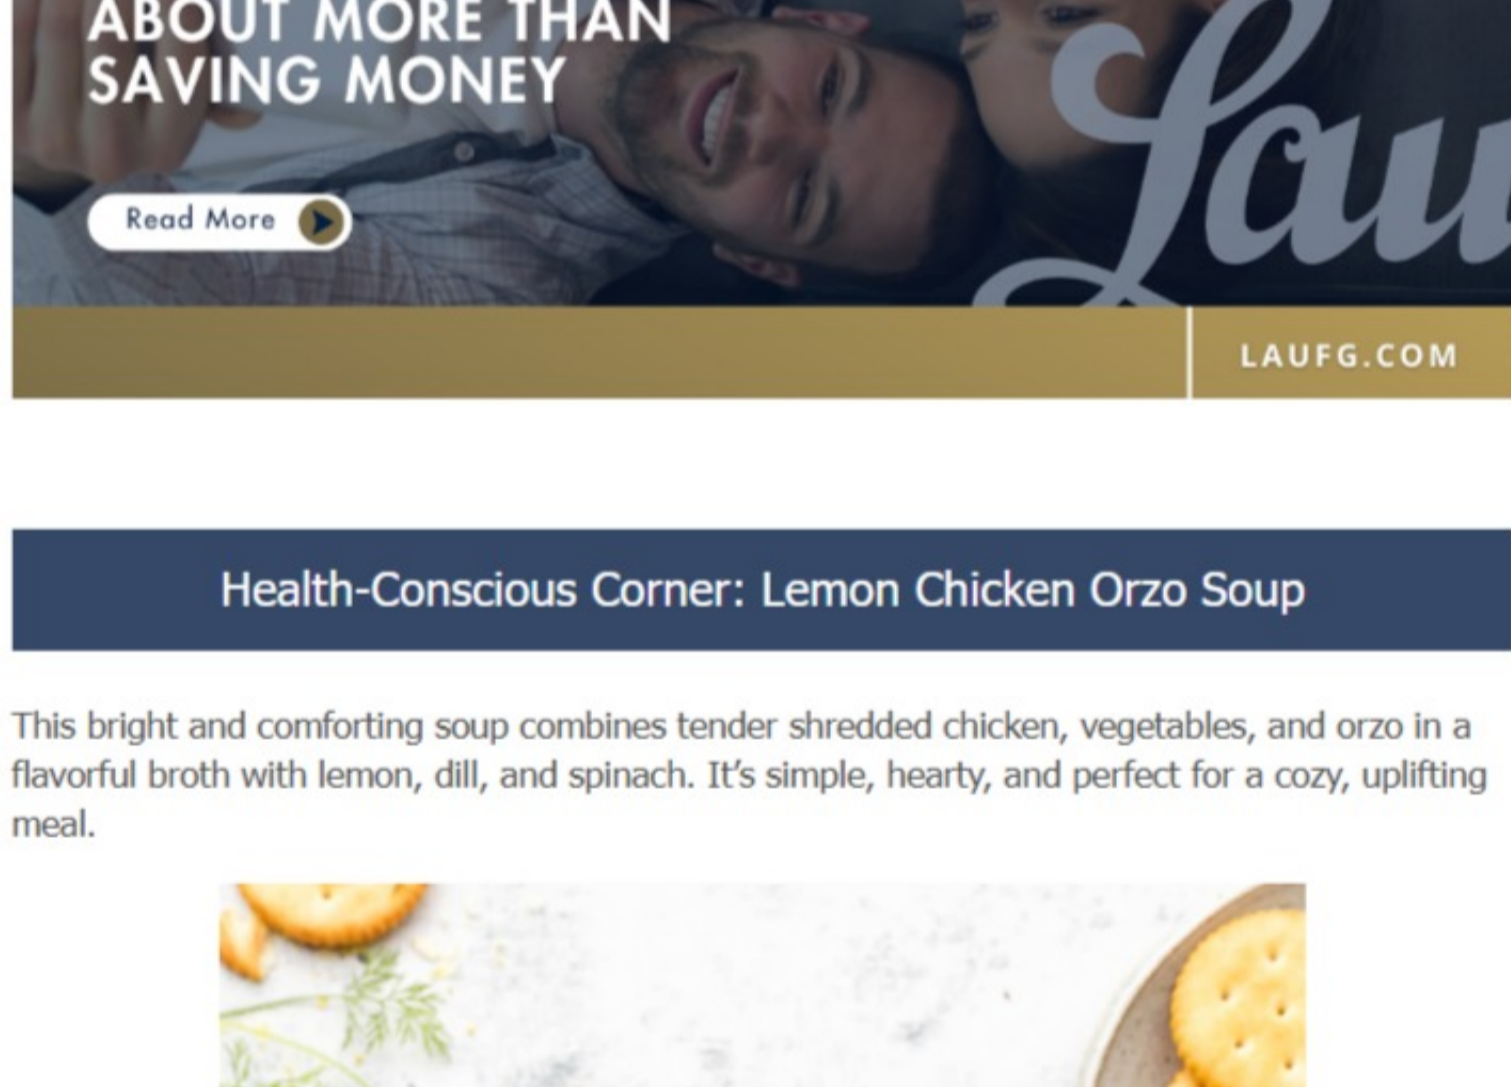 ABOUT MORE THAN
SAVING MONEY
Lau
Read More
LAUFG.COM
Health-Conscious Corner: Lemon Chicken Orzo Soup
This bright and comforting soup combines tender shredded chicken, vegetables, and orzo in a
flavorful broth with lemon, dill, and spinach. It’s simple, hearty, and perfect for a cozy, uplifting
meal.